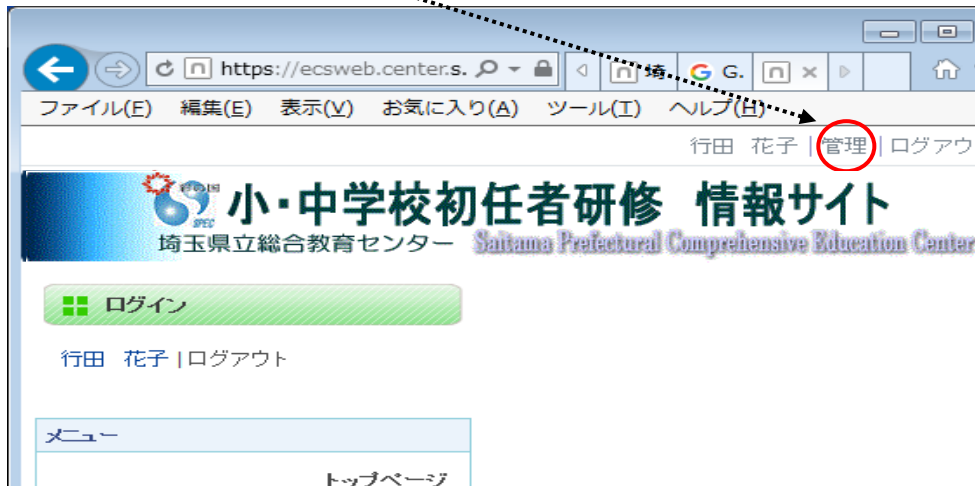 https://ecsweb.center.s. 埼 G.
ファイル(F) 編集(E) 表示(V) お気に入り(A) ツール(T) ヘルプ(H)
行田 花子 | 管理 | ログアウ
小・中学校初任者研修 情報サイト
埼玉県立総合教育センター Saitama Prefectural Comprehensive Education Center
ログイン
行田 花子 | ログアウト
メニュー
トップページ